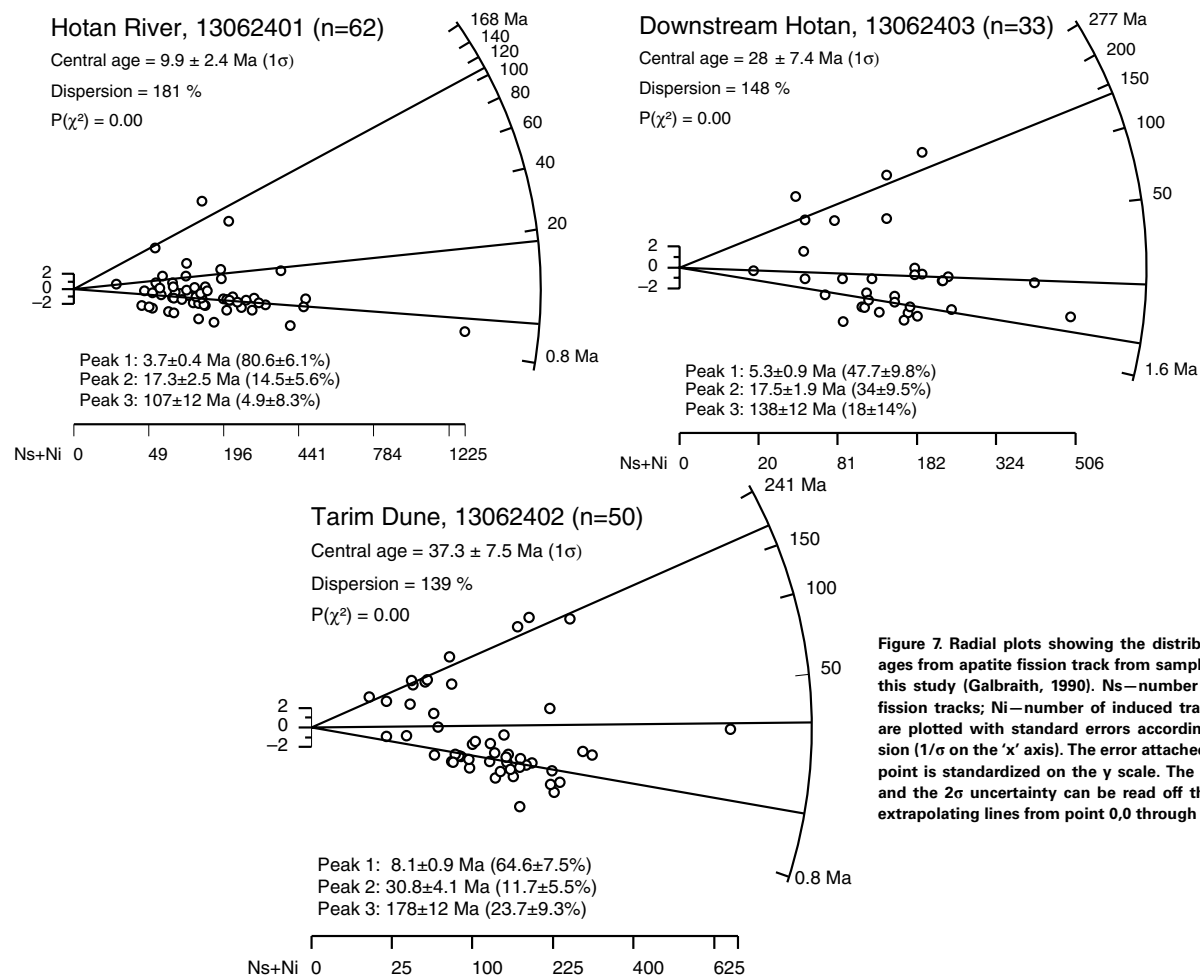 Hotan River, 13062401 (n=62)
Central age = 9.9 ± 2.4 Ma (1σ)
Dispersion = 181 %
P(χ²) = 0.00
168 Ma
140
120
100
80
60
40
20
0.8 Ma
2
0
−2
Peak 1: 3.7±0.4 Ma (80.6±6.1%)
Peak 2: 17.3±2.5 Ma (14.5±5.6%)
Peak 3: 107±12 Ma (4.9±8.3%)
Ns+Ni 0 49 196 441 784 1225
Downstream Hotan, 13062403 (n=33)
Central age = 28 ± 7.4 Ma (1σ)
Dispersion = 148 %
P(χ²) = 0.00
277 Ma
200
150
100
50
1.6 Ma
2
0
−2
Peak 1: 5.3±0.9 Ma (47.7±9.8%)
Peak 2: 17.5±1.9 Ma (34±9.5%)
Peak 3: 138±12 Ma (18±14%)
Ns+Ni 0 20 81 182 324 506
Tarim Dune, 13062402 (n=50)
Central age = 37.3 ± 7.5 Ma (1σ)
Dispersion = 139 %
P(χ²) = 0.00
241 Ma
150
100
50
0.8 Ma
2
0
−2
Peak 1: 8.1±0.9 Ma (64.6±7.5%)
Peak 2: 30.8±4.1 Ma (11.7±5.5%)
Peak 3: 178±12 Ma (23.7±9.3%)
Ns+Ni 0 25 100 225 400 625
Figure 7. Radial plots showing the distrib
ages from apatite fission track from sampl
this study (Galbraith, 1990). Ns—number
fission tracks; Ni—number of induced tra
are plotted with standard errors accordin
sion (1/σ on the ‘x’ axis). The error attached
point is standardized on the y scale. The
and the 2σ uncertainty can be read off th
extrapolating lines from point 0,0 through